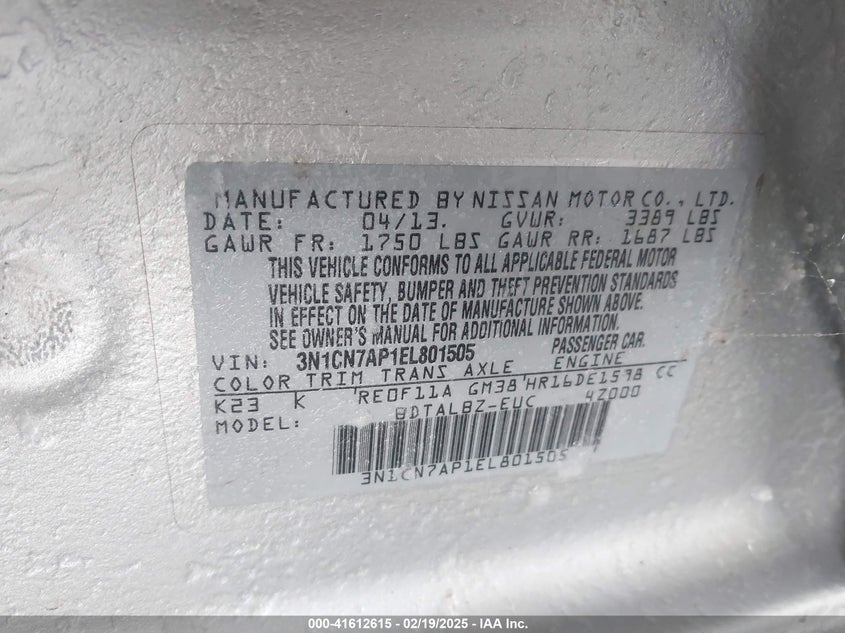 MANUFACTURED BY NISSAN MOTOR CO., LTD.
DATE: 04/13. GVWR: 3389 LBS
GAWR FR: 1750 LBS GAWR RR: 1687 LBS
THIS VEHICLE CONFORMS TO ALL APPLICABLE FEDERAL MOTOR
VEHICLE SAFETY, BUMPER AND THEFT PREVENTION STANDARDS
IN EFFECT ON THE DATE OF MANUFACTURE SHOWN ABOVE.
SEE OWNER'S MANUAL FOR ADDITIONAL INFORMATION.
VIN: 3N1CN7AP1EL801505 PASSENGER CAR.
COLOR TRIM TRANS AXLE ENGINE
K23 K RE0F11A GM38 HR16DE1598 CC
MODEL: BDTALBZ-EUC 4Z000
3N1CN7AP1EL801505
000-41612615 - 02/19/2025 - IAA Inc.